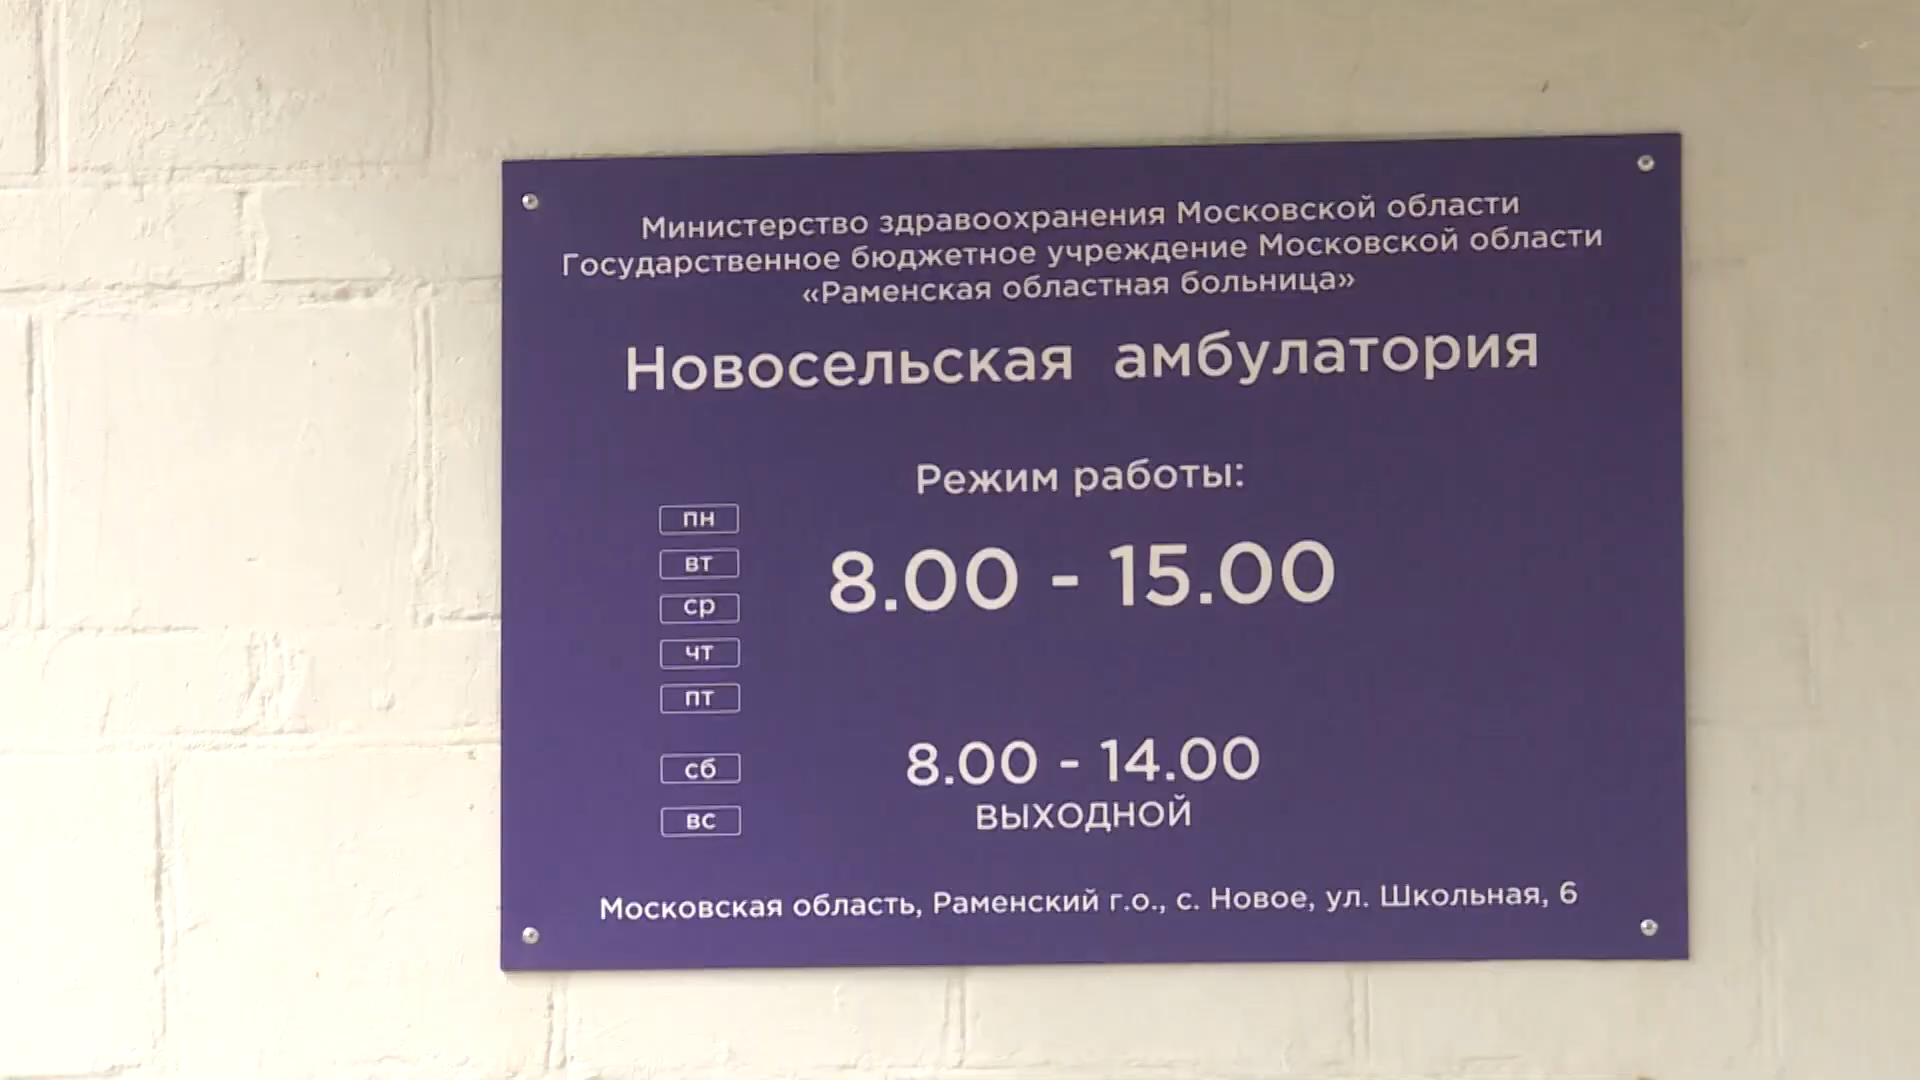 Министерство здравоохранения Московской области
Государственное бюджетное учреждение Московской области
«Раменская областная больница»
Новосельская амбулатория
Режим работы:
пн
вт
8.00 - 15.00
ср
чт
пт
сб
8.00 - 14.00
вс
выходной
Московская область, Раменский г.о., с. Новое, ул. Школьная, 6